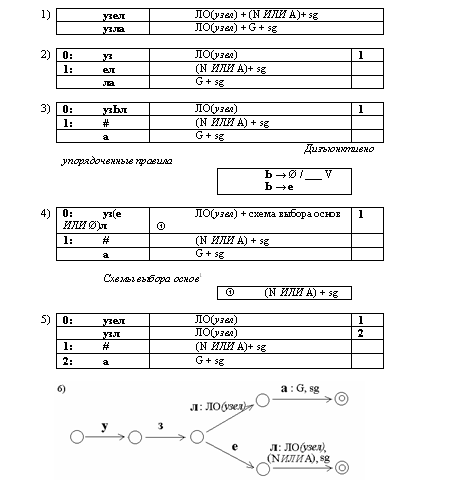 1) узел ЛО(узел) + (N ИЛИ A)+ sg
узла ЛО(узел) + G + sg
2) 0: уз ЛО(узел) 1
1: ел (N ИЛИ A)+ sg
ла G + sg
3) 0: узЬл ЛО(узел) 1
1: # (N ИЛИ A) + sg
а G + sg
Дизъюнктивно
упорядоченные правила
Ь → Ø / ___ V
Ь → е
4) 0: уз(е ЛО(узел) + схема выбора основ 1
ИЛИ Ø)л ①
1: # (N ИЛИ A) + sg
а G + sg
Схемы выбора основ
① (N ИЛИ A) + sg
5) 0: узел ЛО(узел) 1
узл ЛО(узел) 2
1: # (N ИЛИ A)+ sg
2: а G + sg
6) а : G, sg
л: ЛО(узел)
у з
е л: ЛО(узел),
(N ИЛИ A), sg